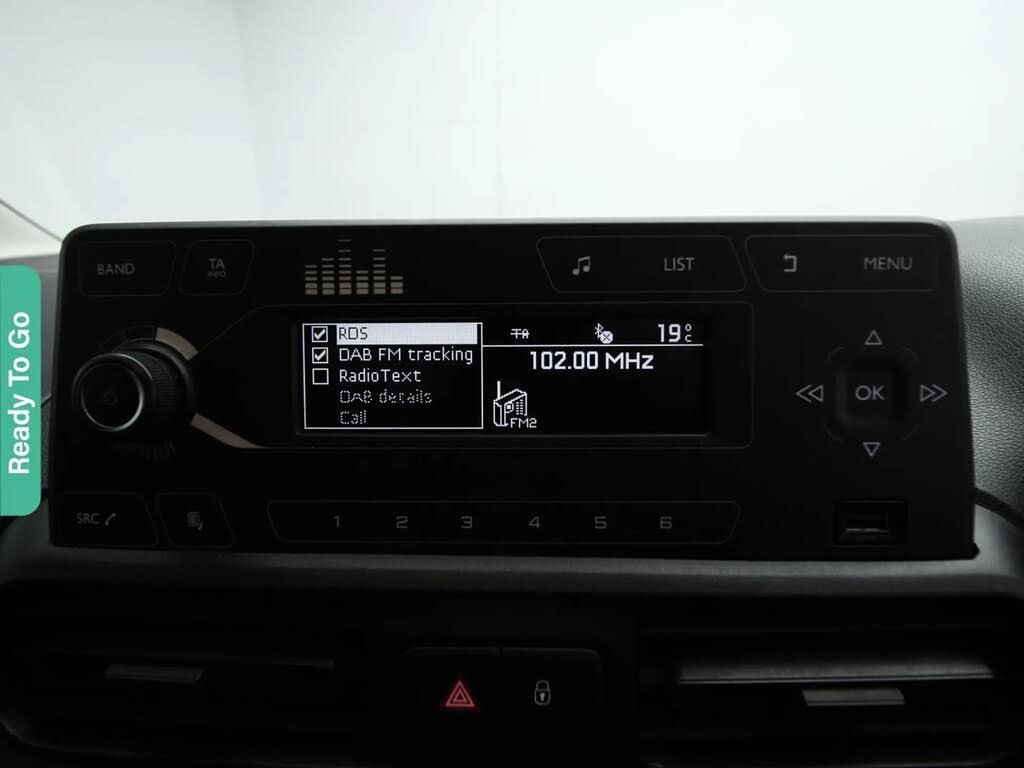 Ready To Go
BAND
TA
INFO
LIST
MENU
RDS
DAB FM tracking
RadioText
DAB details
Call
TA
19°C
102.00 MHz
FM2
OK
SRC
1 2 3 4 5 6